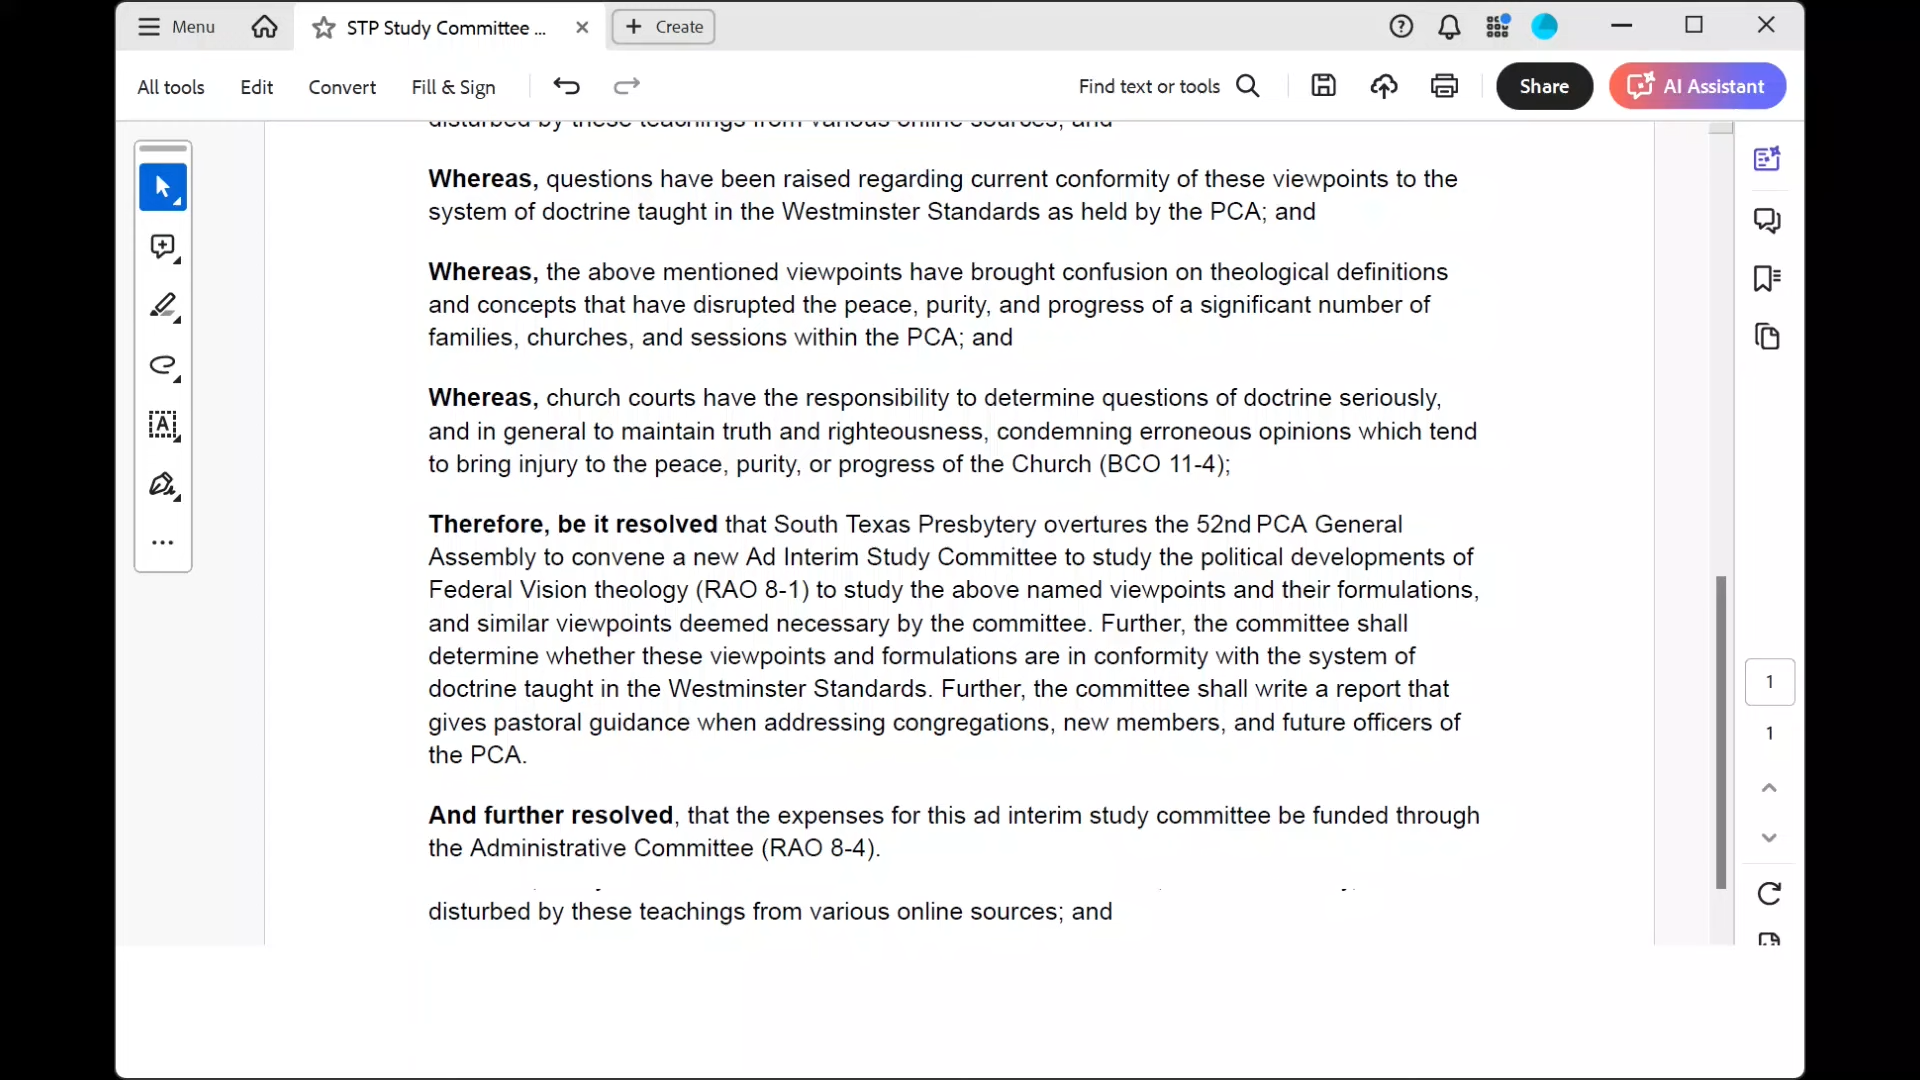 Menu
STP Study Committee ...
Create
All tools
Edit
Convert
Fill & Sign
Find text or tools
Share
AI Assistant
disturbed by these teachings from various online sources; and
Whereas, questions have been raised regarding current conformity of these viewpoints to the
system of doctrine taught in the Westminster Standards as held by the PCA; and
Whereas, the above mentioned viewpoints have brought confusion on theological definitions
and concepts that have disrupted the peace, purity, and progress of a significant number of
families, churches, and sessions within the PCA; and
Whereas, church courts have the responsibility to determine questions of doctrine seriously,
and in general to maintain truth and righteousness, condemning erroneous opinions which tend
to bring injury to the peace, purity, or progress of the Church (BCO 11-4);
Therefore, be it resolved that South Texas Presbytery overtures the 52nd PCA General
Assembly to convene a new Ad Interim Study Committee to study the political developments of
Federal Vision theology (RAO 8-1) to study the above named viewpoints and their formulations,
and similar viewpoints deemed necessary by the committee. Further, the committee shall
determine whether these viewpoints and formulations are in conformity with the system of
doctrine taught in the Westminster Standards. Further, the committee shall write a report that
gives pastoral guidance when addressing congregations, new members, and future officers of
the PCA.
And further resolved, that the expenses for this ad interim study committee be funded through
the Administrative Committee (RAO 8-4).
disturbed by these teachings from various online sources; and
1
1